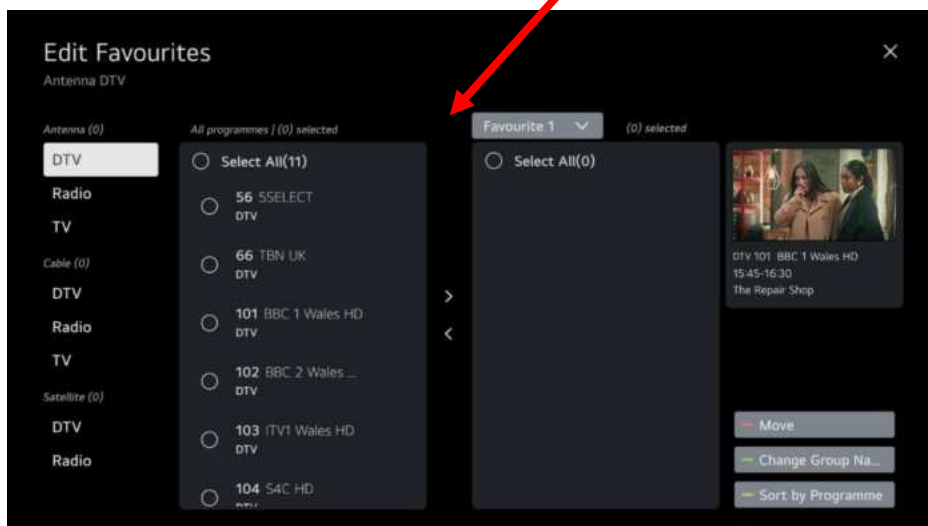 Edit Favourites
Antenna DTV
Antenna (0)
DTV
Radio
TV
Cable (0)
DTV
Radio
TV
Satellite (0)
DTV
Radio
All programmes | (0) selected
Select All(11)
56 5SELECT
DTV
66 TBN UK
DTV
101 BBC 1 Wales HD
DTV
102 BBC 2 Wales ...
DTV
103 ITV1 Wales HD
DTV
104 S4C HD
DTV
Favourite 1
(0) selected
Select All(0)
DTV 101 BBC 1 Wales HD
15:45-16:30
The Repair Shop
Move
Change Group Na...
Sort by Programme